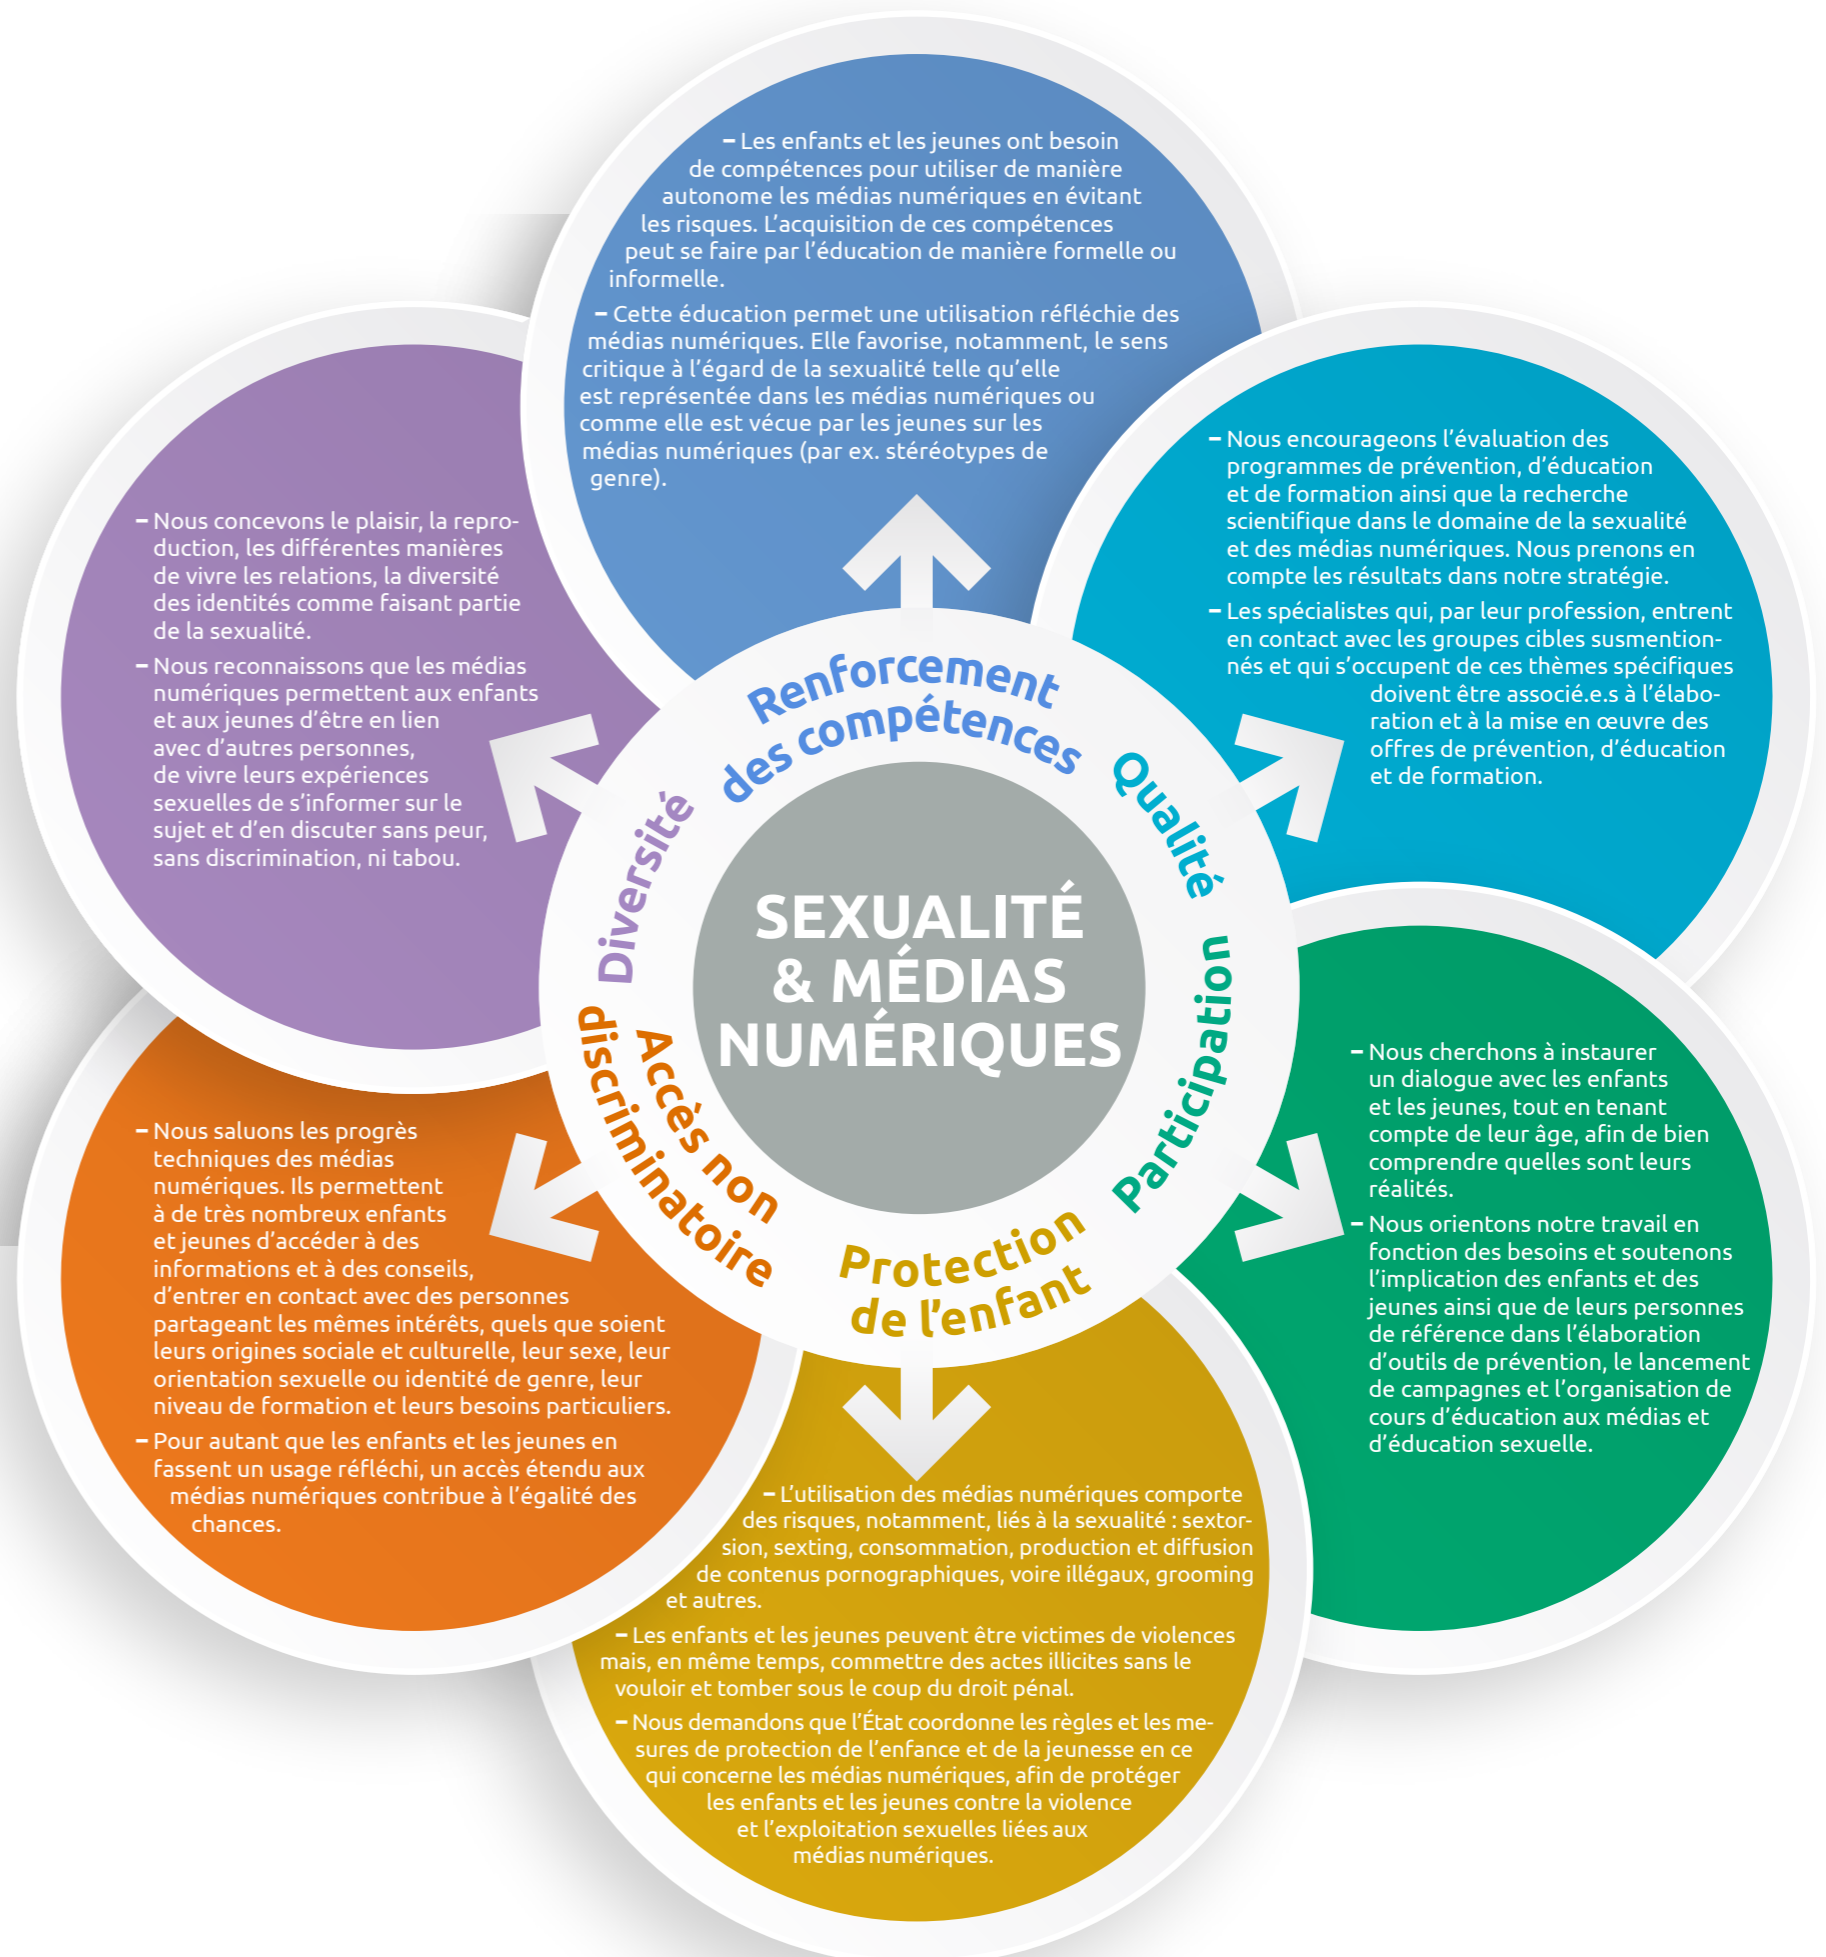 – Les enfants et les jeunes ont besoin
de compétences pour utiliser de manière
autonome les médias numériques en évitant
les risques. L’acquisition de ces compétences
peut se faire par l’éducation de manière formelle ou
informelle.
– Cette éducation permet une utilisation réfléchie des
médias numériques. Elle favorise, notamment, le sens
critique à l’égard de la sexualité telle qu’elle
est représentée dans les médias numériques ou
comme elle est vécue par les jeunes sur les
médias numériques (par ex. stéréotypes de
genre).
– Nous encourageons l’évaluation des
programmes de prévention, d’éducation
et de formation ainsi que la recherche
scientifique dans le domaine de la sexualité
et des médias numériques. Nous prenons en
compte les résultats dans notre stratégie.
– Les spécialistes qui, par leur profession, entrent
en contact avec les groupes cibles susmention-
nés et qui s’occupent de ces thèmes spécifiques
doivent être associé.e.s à l’élabo-
ration et à la mise en œuvre des
offres de prévention, d’éducation
et de formation.
– Nous concevons le plaisir, la repro-
duction, les différentes manières
de vivre les relations, la diversité
des identités comme faisant partie
de la sexualité.
– Nous reconnaissons que les médias
numériques permettent aux enfants
et aux jeunes d’être en lien
avec d’autres personnes,
de vivre leurs expériences
sexuelles de s’informer sur le
sujet et d’en discuter sans peur,
sans discrimination, ni tabou.
Renforcement
des compétences
Qualité
Diversité
SEXUALITÉ
& MÉDIAS
NUMÉRIQUES
Participation
Accès non
discriminatoire
Protection
de l’enfant
– Nous cherchons à instaurer
un dialogue avec les enfants
et les jeunes, tout en tenant
compte de leur âge, afin de bien
comprendre quelles sont leurs
réalités.
– Nous orientons notre travail en
fonction des besoins et soutenons
l’implication des enfants et des
jeunes ainsi que de leurs personnes
de référence dans l’élaboration
d’outils de prévention, le lancement
de campagnes et l’organisation de
cours d’éducation aux médias et
d’éducation sexuelle.
– Nous saluons les progrès
techniques des médias
numériques. Ils permettent
à de très nombreux enfants
et jeunes d’accéder à des
informations et à des conseils,
d’entrer en contact avec des personnes
partageant les mêmes intérêts, quels que soient
leurs origines sociale et culturelle, leur sexe, leur
orientation sexuelle ou identité de genre, leur
niveau de formation et leurs besoins particuliers.
– Pour autant que les enfants et les jeunes en
fassent un usage réfléchi, un accès étendu aux
médias numériques contribue à l’égalité des
chances.
– L’utilisation des médias numériques comporte
des risques, notamment, liés à la sexualité : sextor-
sion, sexting, consommation, production et diffusion
de contenus pornographiques, voire illégaux, grooming
et autres.
– Les enfants et les jeunes peuvent être victimes de violences
mais, en même temps, commettre des actes illicites sans le
vouloir et tomber sous le coup du droit pénal.
– Nous demandons que l’État coordonne les règles et les me-
sures de protection de l’enfance et de la jeunesse en ce
qui concerne les médias numériques, afin de protéger
les enfants et les jeunes contre la violence
et l’exploitation sexuelles liées aux
médias numériques.